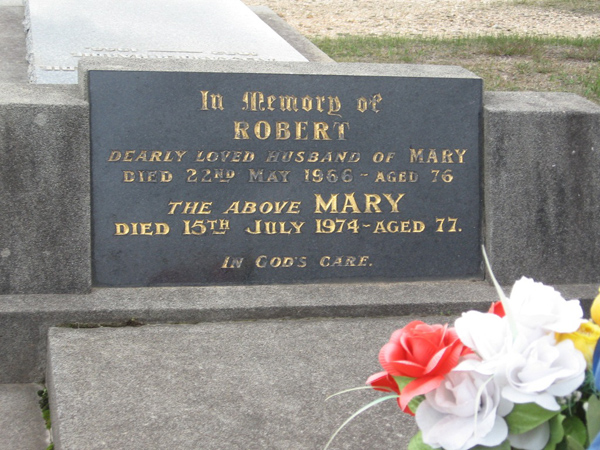 In Memory of
ROBERT
DEARLY LOVED HUSBAND OF MARY
DIED 22ND MAY 1966 - AGED 76
THE ABOVE MARY
DIED 15TH JULY 1974 - AGED 77.
IN GOD'S CARE.